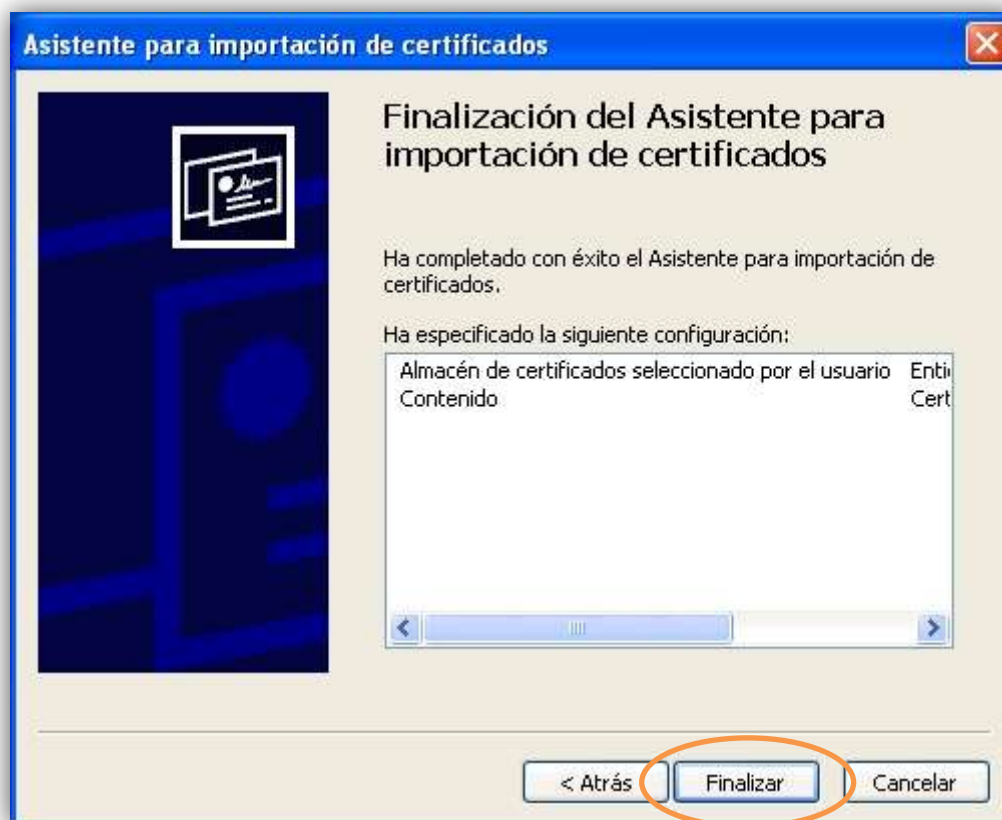 Asistente para importación de certificados
Finalización del Asistente para
importación de certificados
Ha completado con éxito el Asistente para importación de
certificados.
Ha especificado la siguiente configuración:
Almacén de certificados seleccionado por el usuario Enti
Contenido Cert
< Atrás Finalizar Cancelar